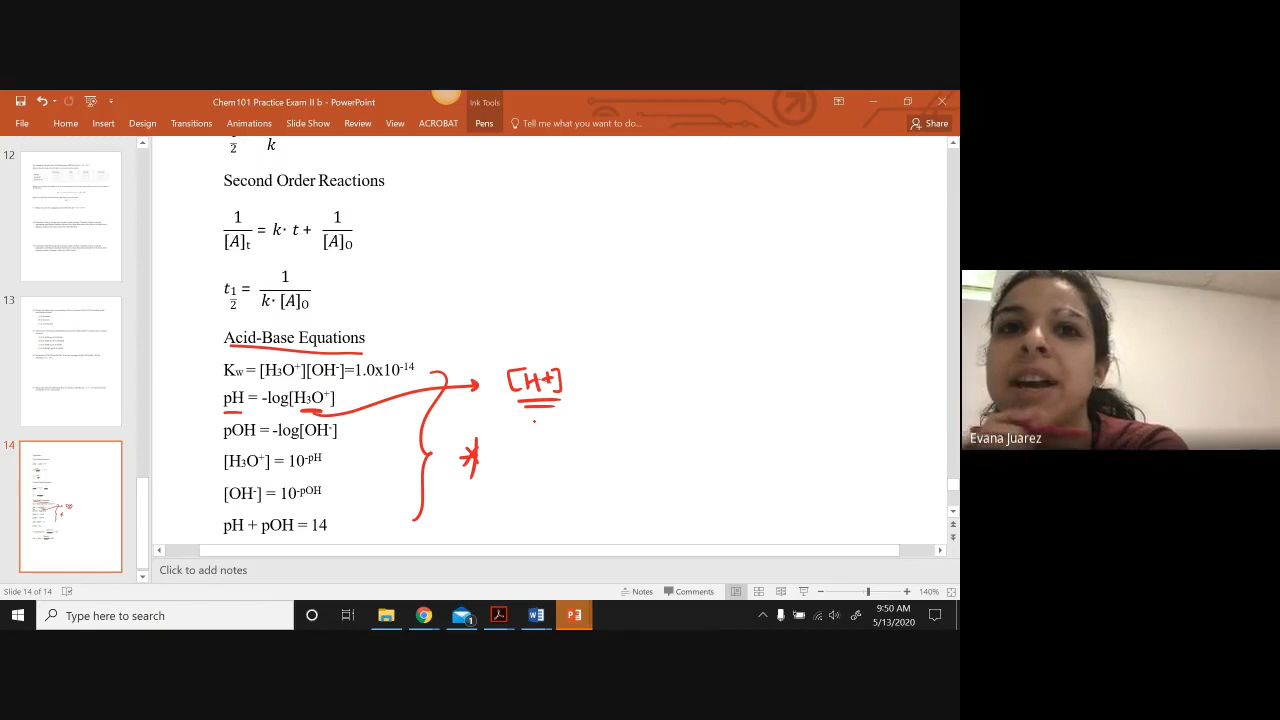 Chem101 Practice Exam II b - PowerPoint
Ink Tools
File Home Insert Design Transitions Animations Slide Show Review View ACROBAT Pens Tell me what you want to do... Share
12
13
14
2 k
Second Order Reactions
1/[A]t = k· t + 1/[A]0
t1/2 = 1/k· [A]0
Acid-Base Equations
Kw = [H3O+][OH-]=1.0x10-14
[H+]
pH = -log[H3O+]
pOH = -log[OH-]
*
[H3O+] = 10-pH
[OH-] = 10-pOH
pH + pOH = 14
Evana Juarez
Click to add notes
Slide 14 of 14 Notes Comments 140%
Type here to search
1
9:50 AM
5/13/2020